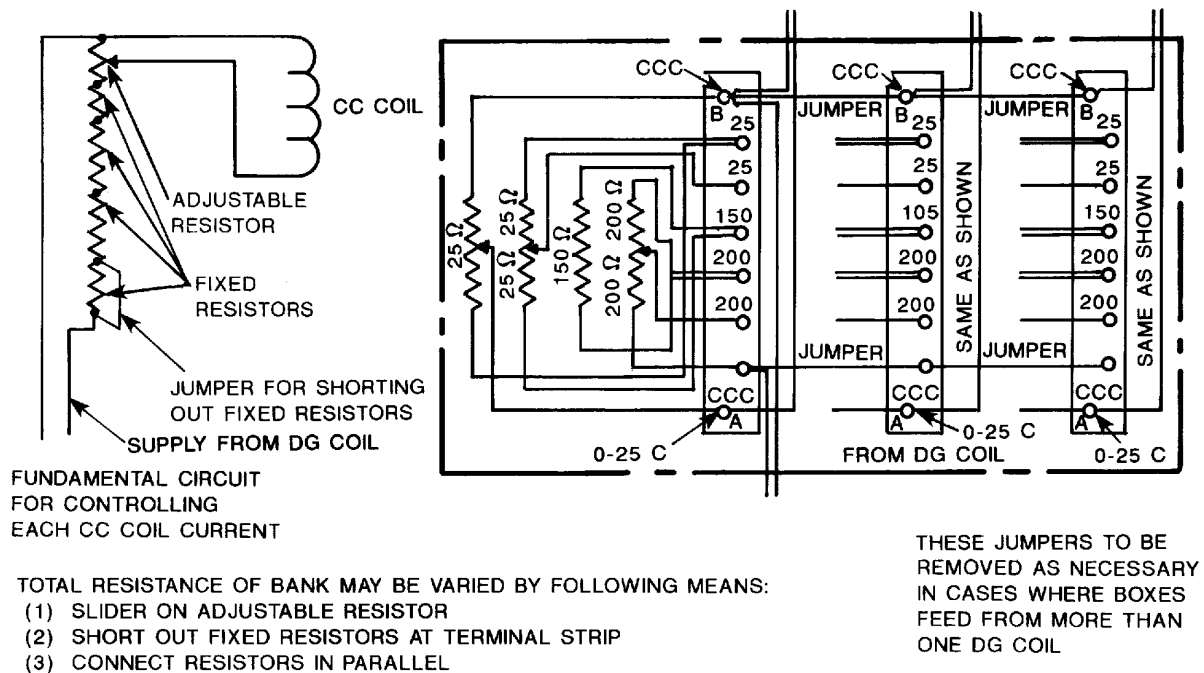 CC COIL
ADJUSTABLE
RESISTOR
FIXED
RESISTORS
JUMPER FOR SHORTING
OUT FIXED RESISTORS
SUPPLY FROM DG COIL
FUNDAMENTAL CIRCUIT
FOR CONTROLLING
EACH CC COIL CURRENT
CCC
B
25
25
150
200
200
CCC
A
0-25 C
25 Ω
25 Ω
25 Ω
150 Ω
200 Ω
200 Ω
JUMPER
JUMPER
CCC
B
25
25
105
200
200
CCC
A
0-25 C
SAME AS SHOWN
FROM DG COIL
JUMPER
JUMPER
CCC
B
25
25
150
200
200
CCC
A
0-25 C
SAME AS SHOWN
THESE JUMPERS TO BE
REMOVED AS NECESSARY
IN CASES WHERE BOXES
FEED FROM MORE THAN
ONE DG COIL
TOTAL RESISTANCE OF BANK MAY BE VARIED BY FOLLOWING MEANS:
(1) SLIDER ON ADJUSTABLE RESISTOR
(2) SHORT OUT FIXED RESISTORS AT TERMINAL STRIP
(3) CONNECT RESISTORS IN PARALLEL